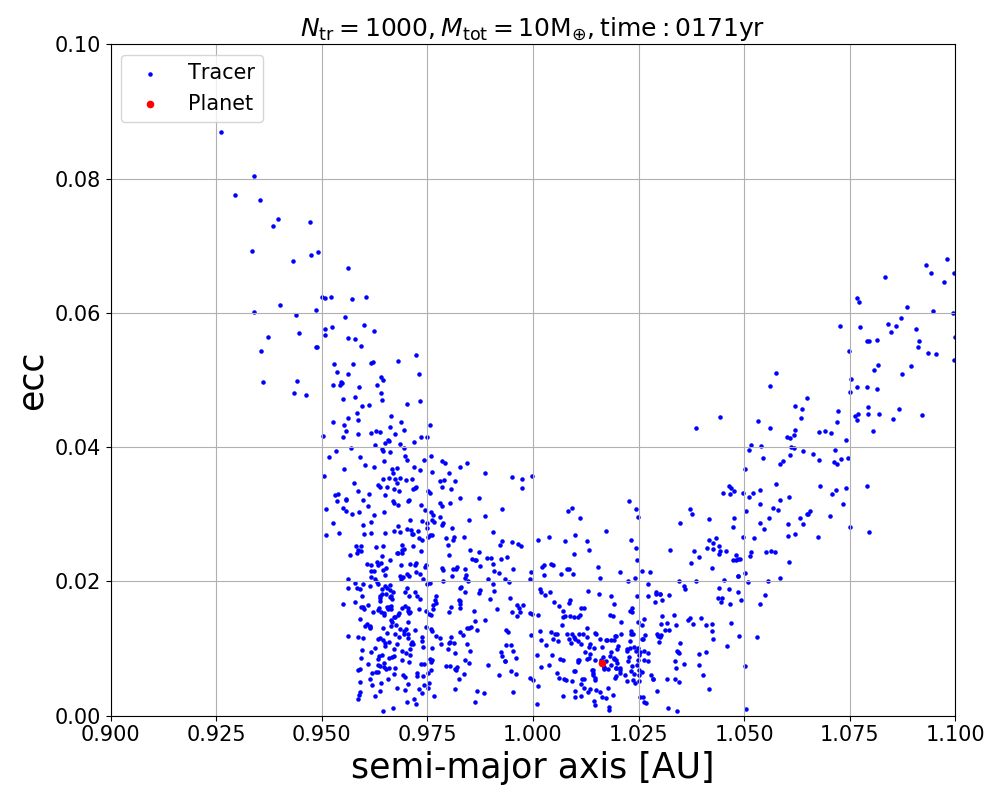 N_tr = 1000, M_tot = 10M_⊕, time : 0171yr
Tracer
Planet
0.10
0.08
0.06
0.04
0.02
0.00
ecc
0.900 0.925 0.950 0.975 1.000 1.025 1.050 1.075 1.100
semi-major axis [AU]